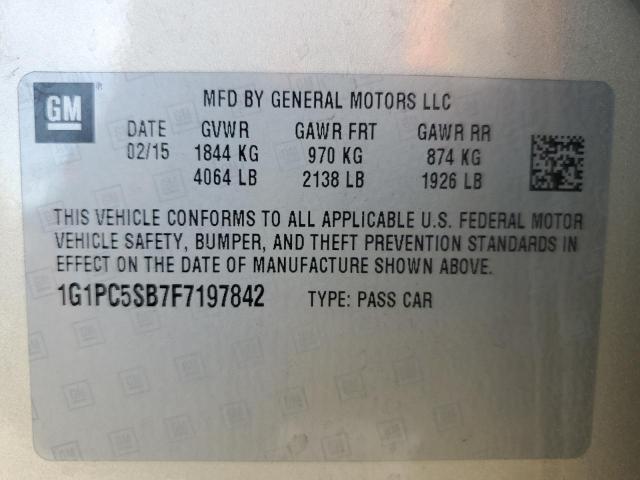 GM®
MFD BY GENERAL MOTORS LLC
DATE GVWR GAWR FRT GAWR RR
02/15 1844 KG 970 KG 874 KG
4064 LB 2138 LB 1926 LB
THIS VEHICLE CONFORMS TO ALL APPLICABLE U.S. FEDERAL MOTOR
VEHICLE SAFETY, BUMPER, AND THEFT PREVENTION STANDARDS IN
EFFECT ON THE DATE OF MANUFACTURE SHOWN ABOVE.
1G1PC5SB7F7197842 TYPE: PASS CAR